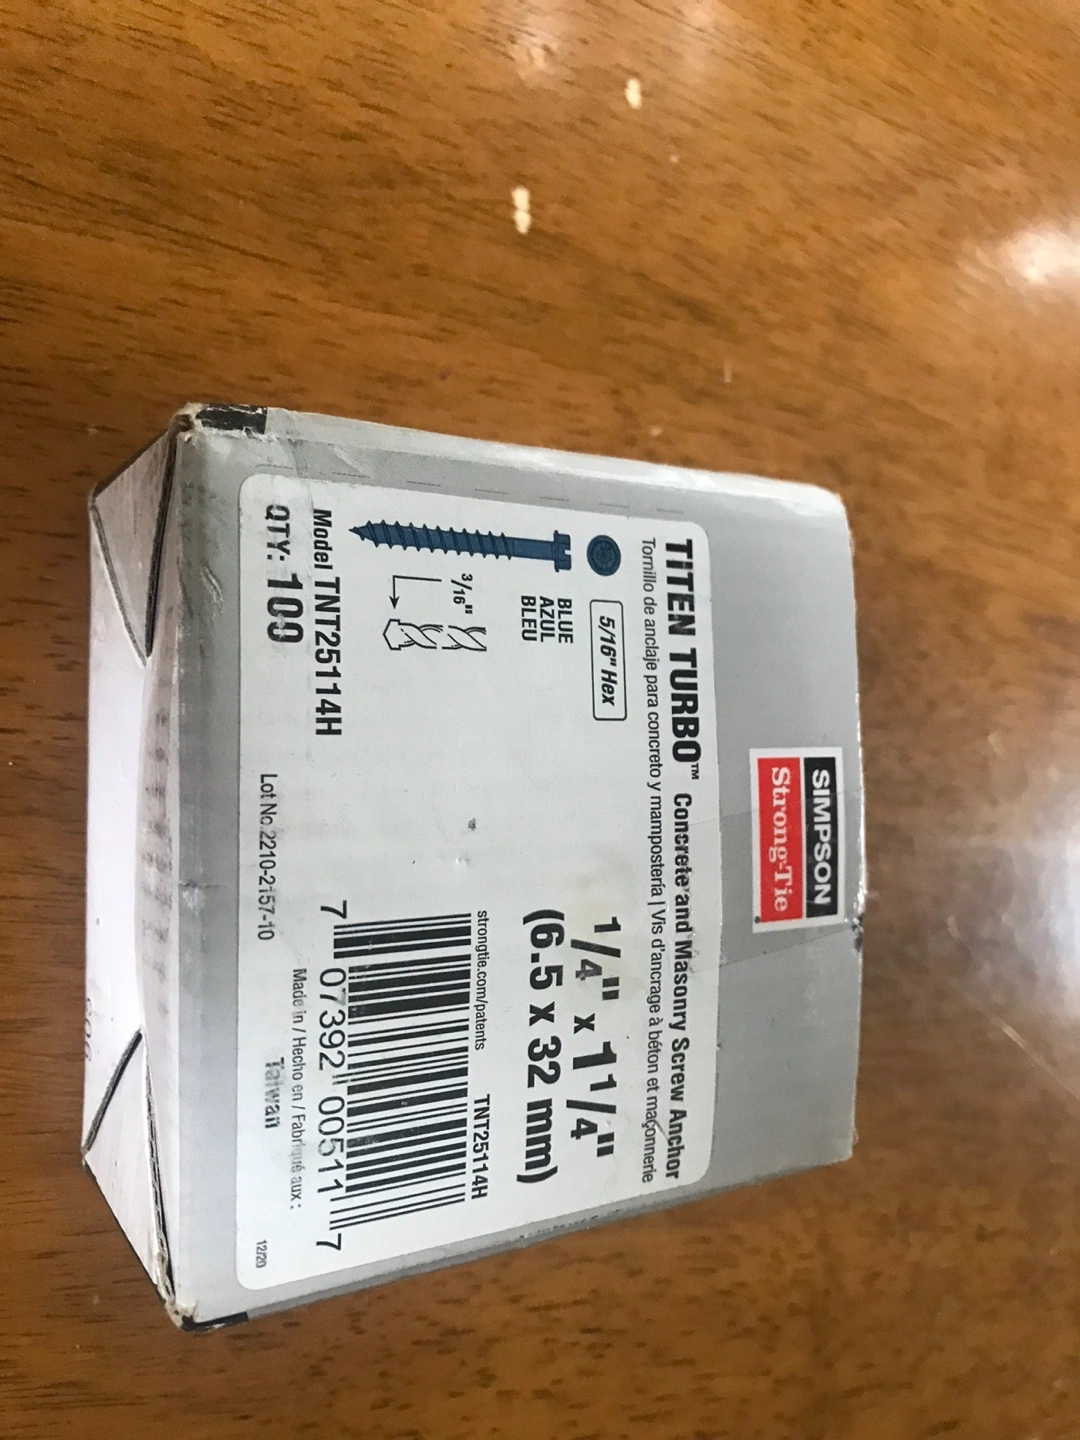 SIMPSON
Strong-Tie
TITEN TURBO™ Concrete and Masonry Screw Anchor
Tornillo de anclaje para concreto y mampostería | Vis d'ancrage à béton et maçonnerie
5/16" Hex
1/4" x 1 1/4"
(6.5 x 32 mm)
BLUE
AZUL
BLEU
3/16"
strongtie.com/patents TNT25114H
7 07392 00511 7
Model TNT25114H
QTY: 100
Lot No. 2210-2157-10
Made in / Hecho en / Fabriqué aux :
Taiwan
12/20